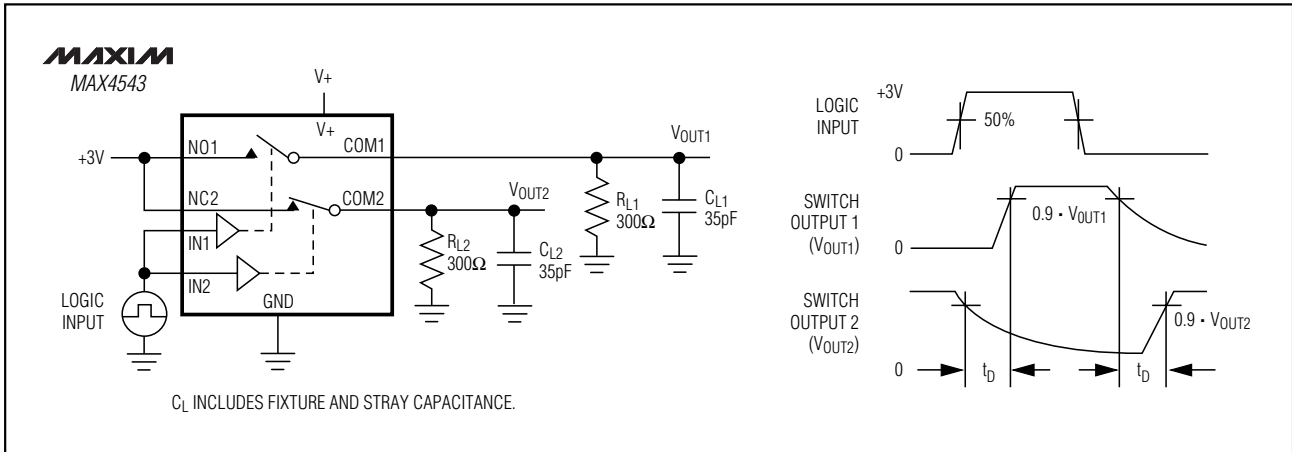 MAXIM
MAX4543
V+
V+
+3V
NO1
COM1
VOUT1
NC2
COM2
VOUT2
IN1
IN2
RL2
300Ω
CL2
35pF
RL1
300Ω
CL1
35pF
LOGIC
INPUT
GND
CL INCLUDES FIXTURE AND STRAY CAPACITANCE.
LOGIC
INPUT
+3V
50%
0
SWITCH
OUTPUT 1
(VOUT1)
0.9 · VOUT1
0
SWITCH
OUTPUT 2
(VOUT2)
0.9 · VOUT2
0
tD
tD